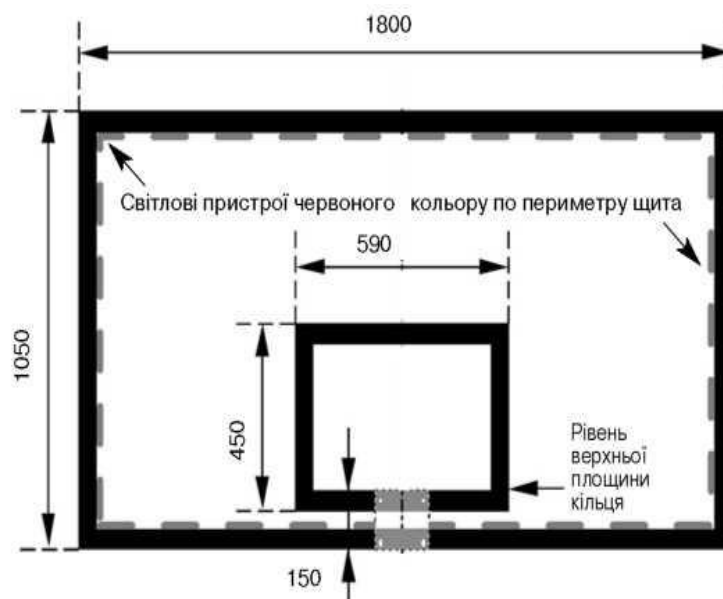 1800
Світлові пристрої червоного кольору по периметру щита
590
1050
450
Рівень
верхньої
площини
кільця
150